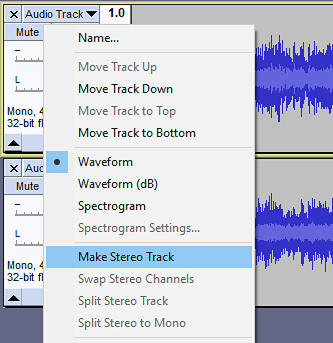 Audio Track
1.0
Mute
L
Mono, 4
32-bit fl
Name...
Move Track Up
Move Track Down
Move Track to Top
Move Track to Bottom
Waveform
Waveform (dB)
Spectrogram
Spectrogram Settings...
Make Stereo Track
Swap Stereo Channels
Split Stereo Track
Split Stereo to Mono
Mute
L
Mono, 4
32-bit fl